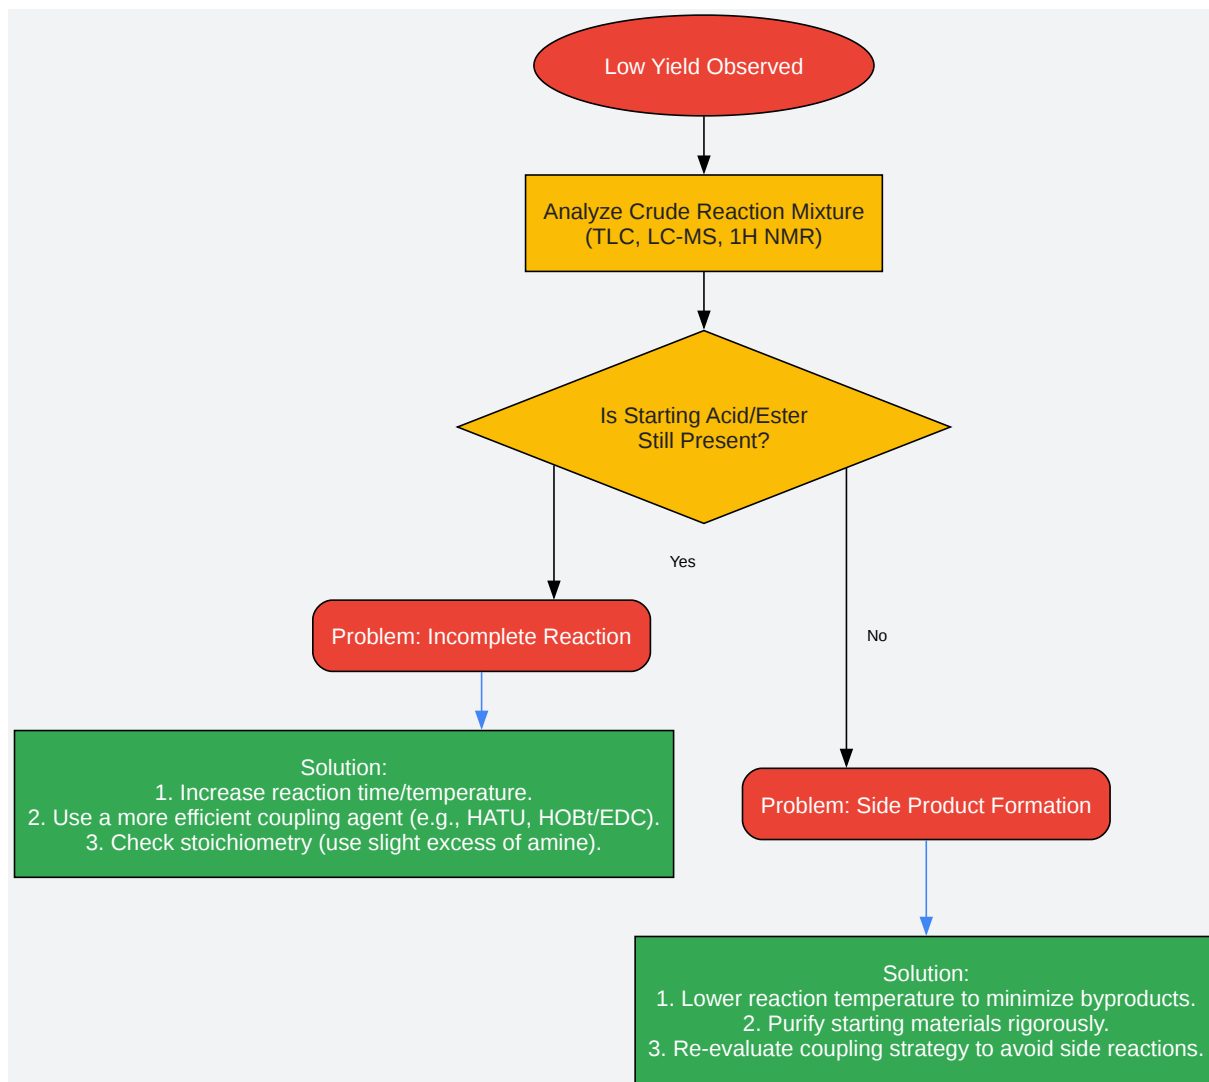 Low Yield Observed
Analyze Crude Reaction Mixture
(TLC, LC-MS, 1H NMR)
Is Starting Acid/Ester
Still Present?
Yes
Problem: Incomplete Reaction
No
Solution:
1. Increase reaction time/temperature.
2. Use a more efficient coupling agent (e.g., HATU, HOBt/EDC).
3. Check stoichiometry (use slight excess of amine).
Problem: Side Product Formation
Solution:
1. Lower reaction temperature to minimize byproducts.
2. Purify starting materials rigorously.
3. Re-evaluate coupling strategy to avoid side reactions.